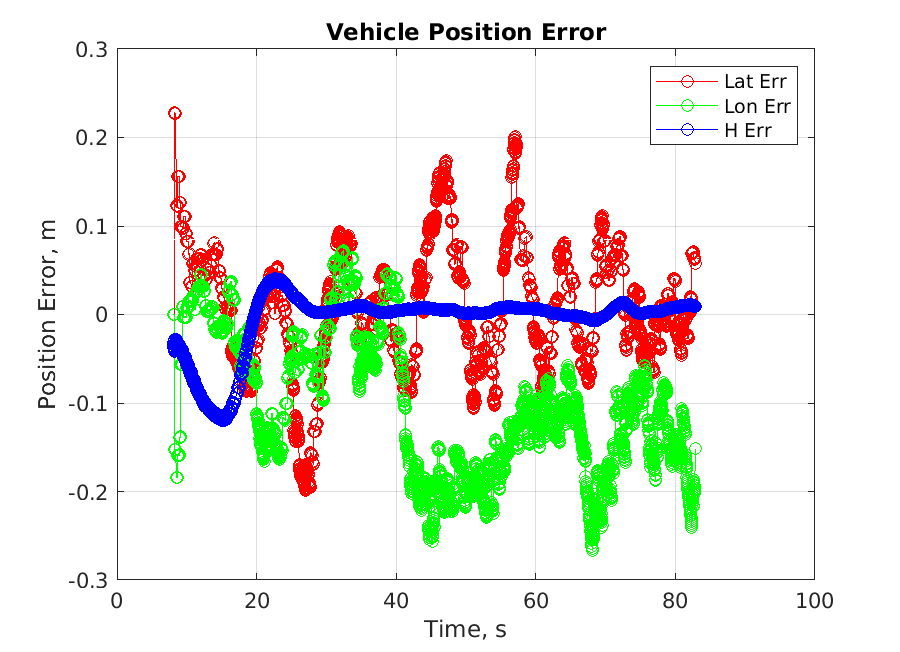 Vehicle Position Error
0.3
0.2
0.1
0
-0.1
-0.2
-0.3
Position Error, m
Lat Err
Lon Err
H Err
0 20 40 60 80 100
Time, s